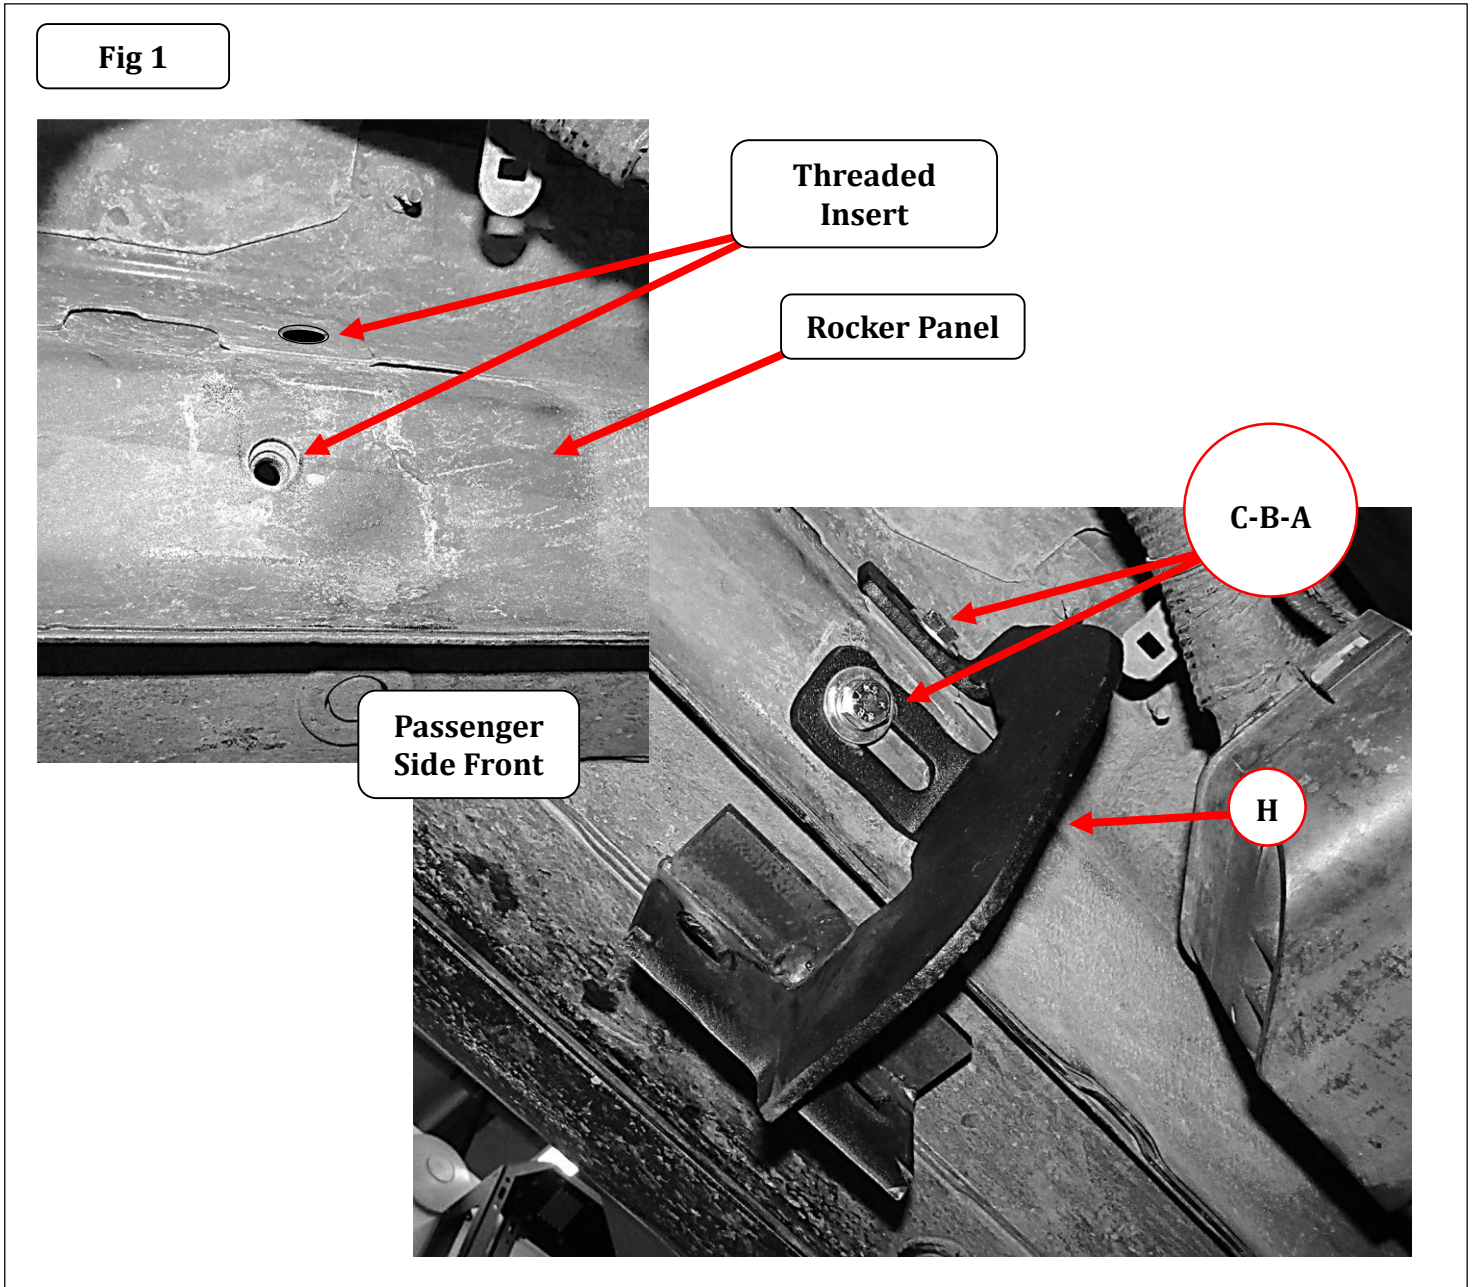 Fig 1
Threaded
Insert
Rocker Panel
C-B-A
Passenger
Side Front
H